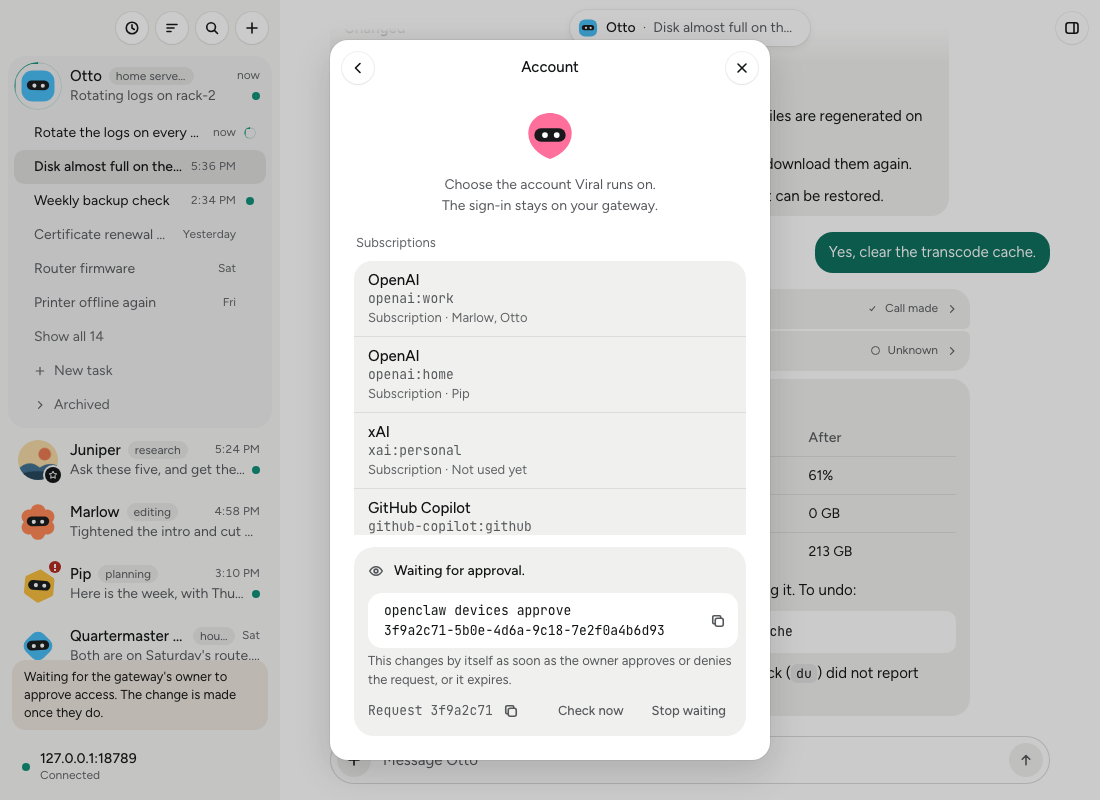 Otto
home serve...
now
Rotating logs on rack-2
Rotate the logs on every ...
now
Disk almost full on the...
5:36 PM
Weekly backup check
2:34 PM
Certificate renewal ...
Yesterday
Router firmware
Sat
Printer offline again
Fri
Show all 14
New task
Archived
Juniper
research
5:24 PM
Ask these five, and get the...
Marlow
editing
4:58 PM
Tightened the intro and cut ...
Pip
planning
3:10 PM
Here is the week, with Thu...
Quartermaster ...
hou...
Sat
Both are on Saturday's route....
Waiting for the gateway's owner to
approve access. The change is made
once they do.
127.0.0.1:18789
Connected
Changed
Otto · Disk almost full on th...
iles are regenerated on
download them again.
t can be restored.
Yes, clear the transcode cache.
Call made
Unknown
After
61%
0 GB
213 GB
g it. To undo:
che
ck ( du ) did not report
Message Otto
Account
Choose the account Viral runs on.
The sign-in stays on your gateway.
Subscriptions
OpenAI
openai:work
Subscription · Marlow, Otto
OpenAI
openai:home
Subscription · Pip
xAI
xai:personal
Subscription · Not used yet
GitHub Copilot
github-copilot:github
Waiting for approval.
openclaw devices approve
3f9a2c71-5b0e-4d6a-9c18-7e2f0a4b6d93
This changes by itself as soon as the owner approves or denies
the request, or it expires.
Request 3f9a2c71
Check now
Stop waiting